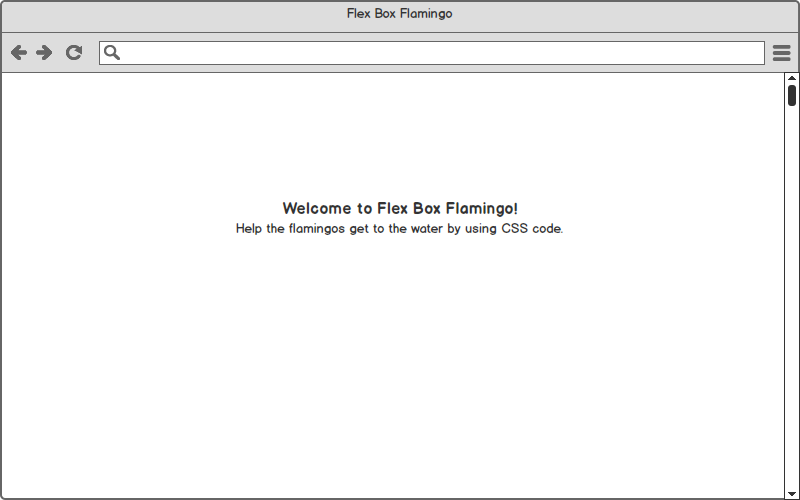 Flex Box Flamingo
Welcome to Flex Box Flamingo!
Help the flamingos get to the water by using CSS code.